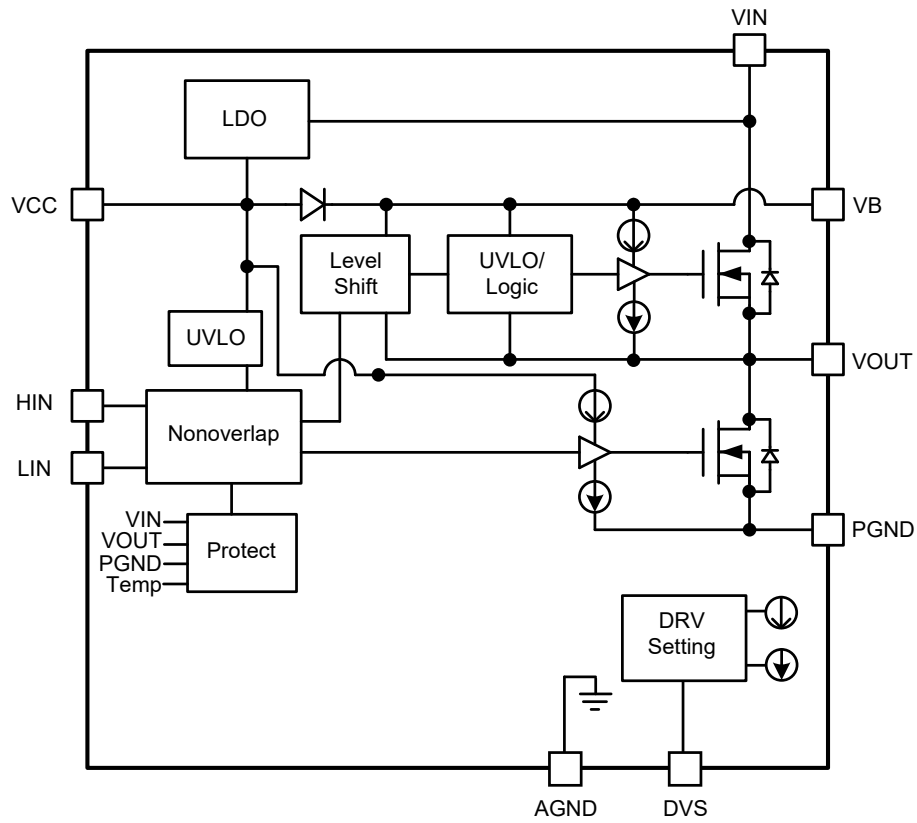 VIN
LDO
VCC
VB
Level
Shift
UVLO/
Logic
UVLO
VOUT
HIN
Nonoverlap
LIN
PGND
VIN
VOUT
PGND
Temp
Protect
DRV
Setting
AGND
DVS